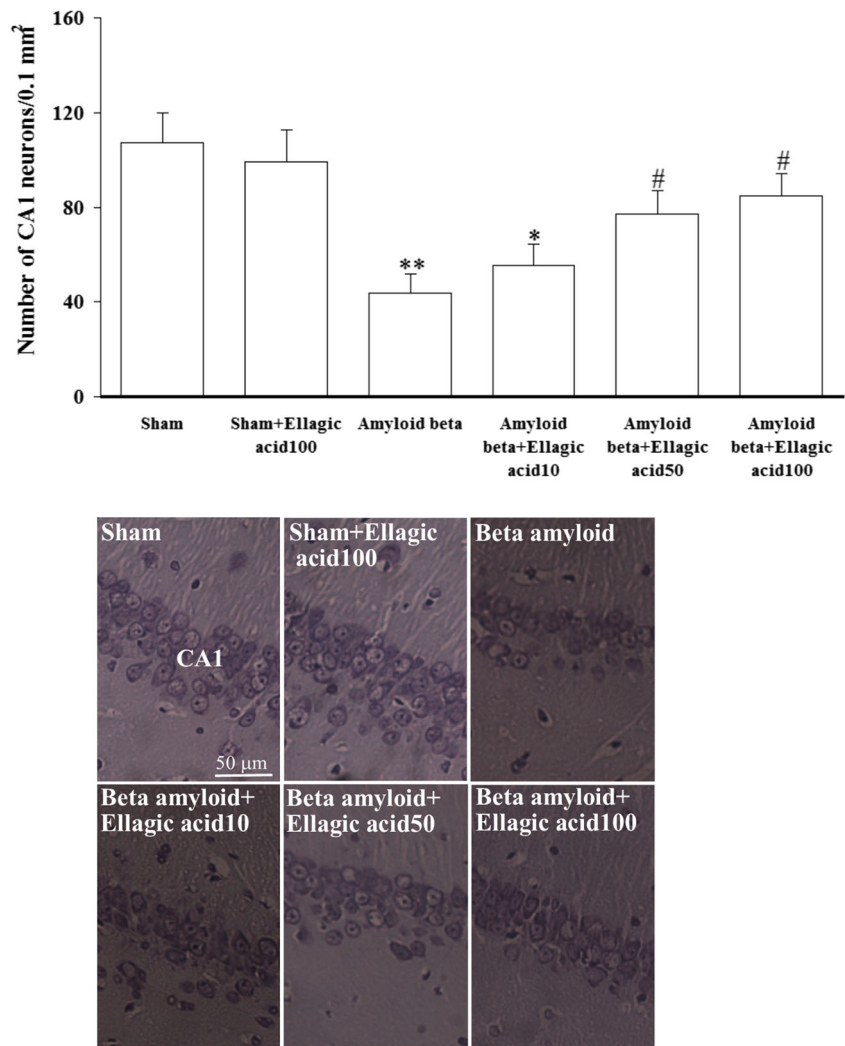 Number of CA1 neurons/0.1 mm²
160
120
80
40
0
**
*
#
#
Sham
Sham+Ellagic
acid100
Amyloid beta
Amyloid
beta+Ellagic
acid10
Amyloid
beta+Ellagic
acid50
Amyloid
beta+Ellagic
acid100
Sham
CA1
50 μm
Sham+Ellagic
acid100
Beta amyloid
Beta amyloid+
Ellagic acid10
Beta amyloid+
Ellagic acid50
Beta amyloid+
Ellagic acid100